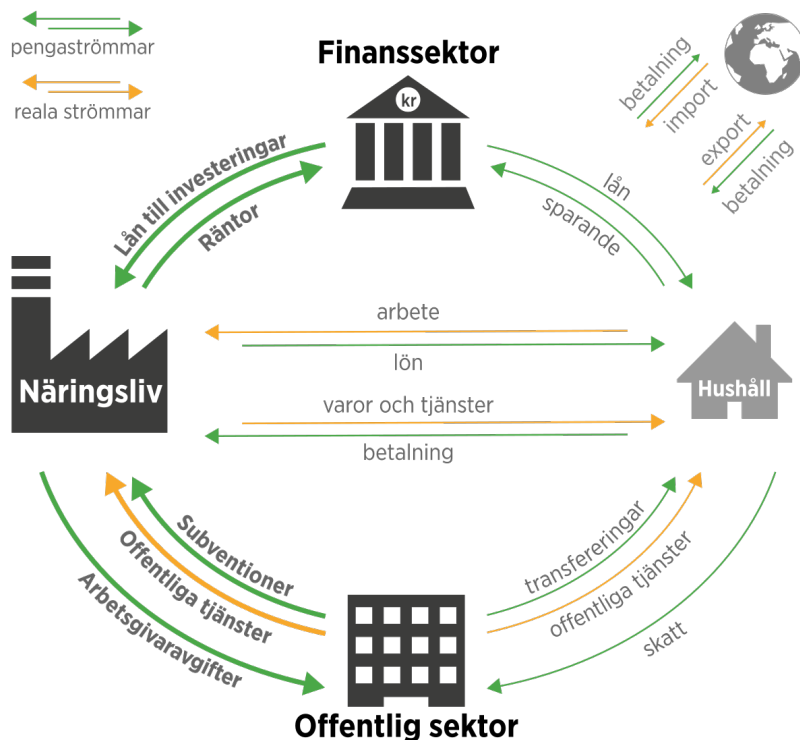 pengaströmmar
reala strömmar
Finanssektor
kr
betalning
import
export
betalning
Lån till investeringar
Räntor
lån
sparande
arbete
lön
Näringsliv
Hushåll
varor och tjänster
betalning
Subventioner
Offentliga tjänster
Arbetsgivaravgifter
transfereringar
offentliga tjänster
skatt
Offentlig sektor